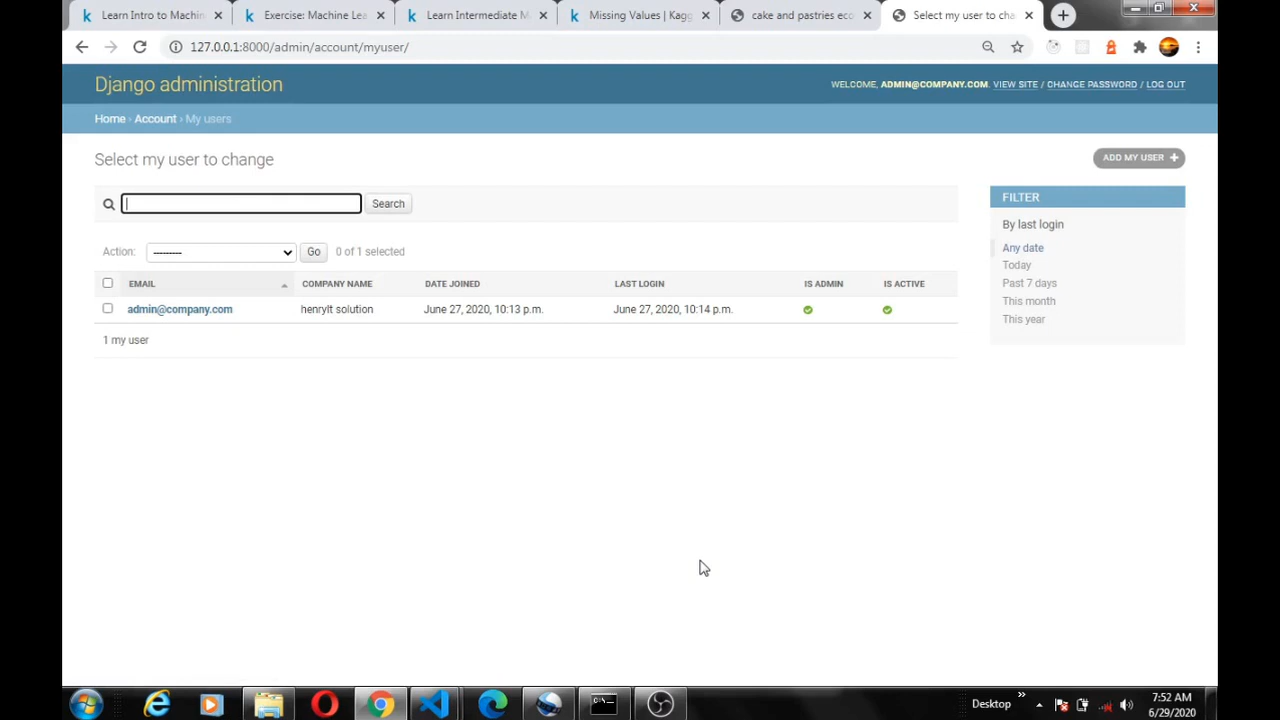 Learn Intro to Machin
Exercise: Machine Lea
Learn Intermediate M
Missing Values | Kagg
cake and pastries eco
Select my user to cha
127.0.0.1:8000/admin/account/myuser/
Django administration
WELCOME, ADMIN@COMPANY.COM. VIEW SITE / CHANGE PASSWORD / LOG OUT
Home › Account › My users
Select my user to change
ADD MY USER +
Search
FILTER
By last login
Any date
Today
Past 7 days
This month
This year
Action: --------- Go 0 of 1 selected
EMAIL COMPANY NAME DATE JOINED LAST LOGIN IS ADMIN IS ACTIVE
admin@company.com henryIt solution June 27, 2020, 10:13 p.m. June 27, 2020, 10:14 p.m.
1 my user
Desktop
7:52 AM
6/29/2020